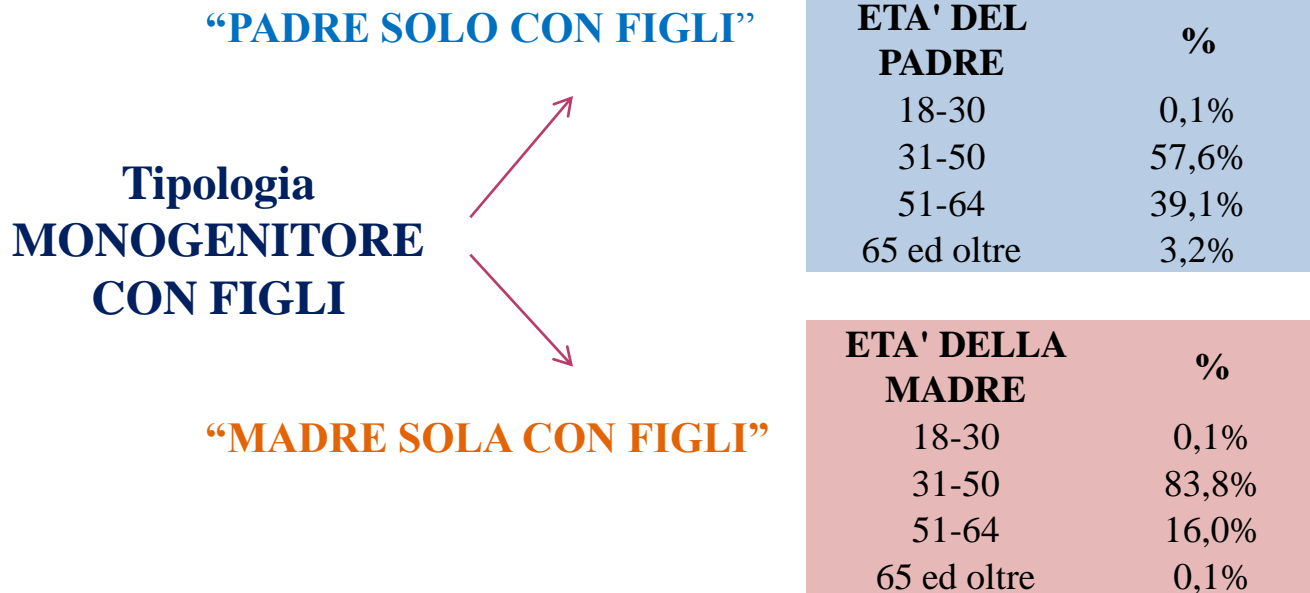 “PADRE SOLO CON FIGLI”
Tipologia
MONOGENITORE
CON FIGLI
“MADRE SOLA CON FIGLI”
ETA' DEL
PADRE
%
18-30 0,1%
31-50 57,6%
51-64 39,1%
65 ed oltre 3,2%
ETA' DELLA
MADRE
%
18-30 0,1%
31-50 83,8%
51-64 16,0%
65 ed oltre 0,1%